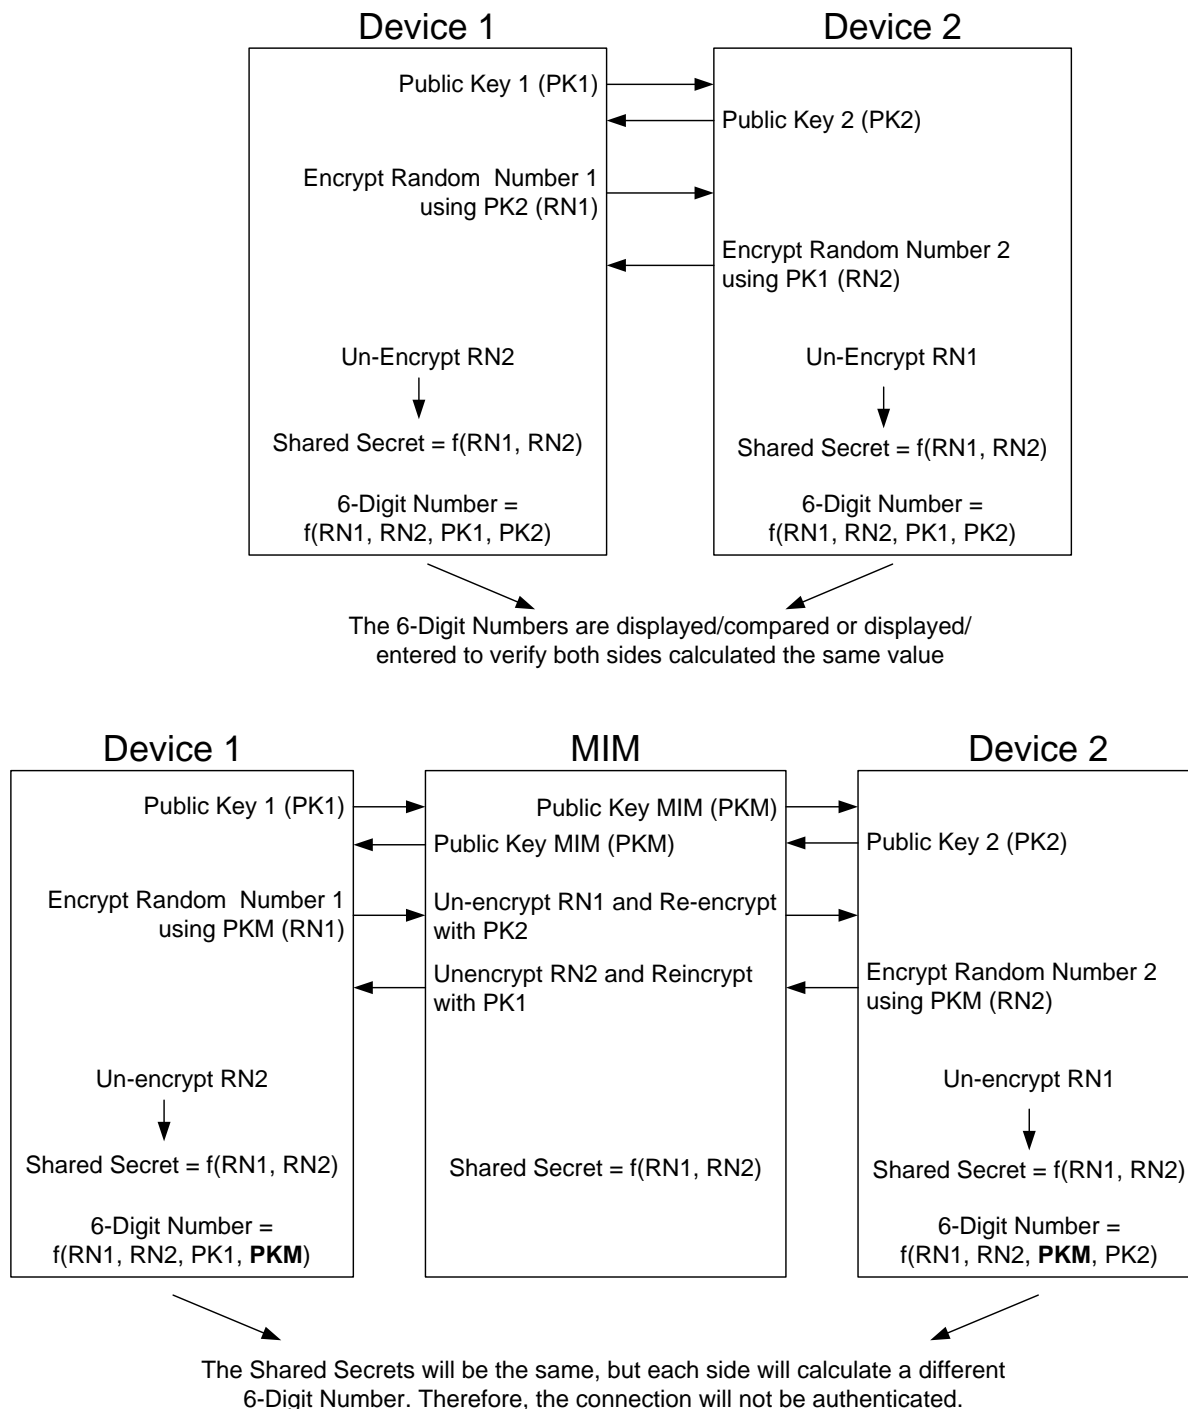 Device 1
Device 2
Public Key 1 (PK1)
Public Key 2 (PK2)
Encrypt Random  Number 1
using PK2 (RN1)
Encrypt Random Number 2
using PK1 (RN2)
Un-Encrypt RN2
Un-Encrypt RN1
Shared Secret = f(RN1, RN2)
Shared Secret = f(RN1, RN2)
6-Digit Number =
f(RN1, RN2, PK1, PK2)
6-Digit Number =
f(RN1, RN2, PK1, PK2)
The 6-Digit Numbers are displayed/compared or displayed/
entered to verify both sides calculated the same value
Device 1
MIM
Device 2
Public Key 1 (PK1)
Public Key MIM (PKM)
Public Key MIM (PKM)
Public Key 2 (PK2)
Encrypt Random  Number 1
using PKM (RN1)
Un-encrypt RN1 and Re-encrypt
with PK2
Unencrypt RN2 and Reincrypt
with PK1
Encrypt Random Number 2
using PKM (RN2)
Un-encrypt RN2
Un-encrypt RN1
Shared Secret = f(RN1, RN2)
Shared Secret = f(RN1, RN2)
Shared Secret = f(RN1, RN2)
6-Digit Number =
f(RN1, RN2, PK1, PKM)
6-Digit Number =
f(RN1, RN2, PKM, PK2)
The Shared Secrets will be the same, but each side will calculate a different
6-Digit Number. Therefore, the connection will not be authenticated.